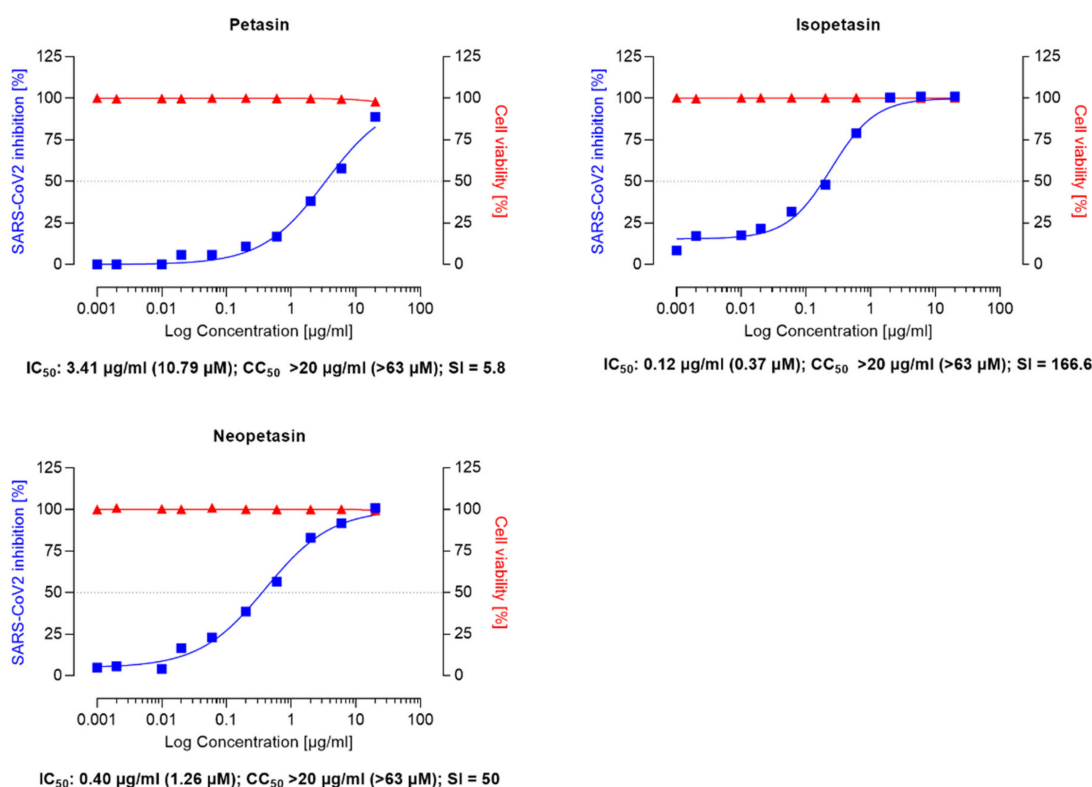 Petasin
125
100
75
50
25
0
SARS-CoV2 inhibition [%]
125
100
75
50
25
0
Cell viability [%]
0.001 0.01 0.1 1 10 100
Log Concentration [µg/ml]
IC₅₀: 3.41 µg/ml (10.79 µM); CC₅₀ >20 µg/ml (>63 µM); SI = 5.8
Isopetasin
125
100
75
50
25
0
SARS-CoV2 inhibition [%]
125
100
75
50
25
0
Cell viability [%]
0.001 0.01 0.1 1 10 100
Log Concentration [µg/ml]
IC₅₀: 0.12 µg/ml (0.37 µM); CC₅₀ >20 µg/ml (>63 µM); SI = 166.6
Neopetasin
125
100
75
50
25
0
SARS-CoV2 inhibition [%]
125
100
75
50
25
0
Cell viability
[%]
0.001 0.01 0.1 1 10 100
Log Concentration [µg/ml]
IC₅₀: 0.40 µg/ml (1.26 µM); CC₅₀ >20 µg/ml (>63 µM); SI = 50